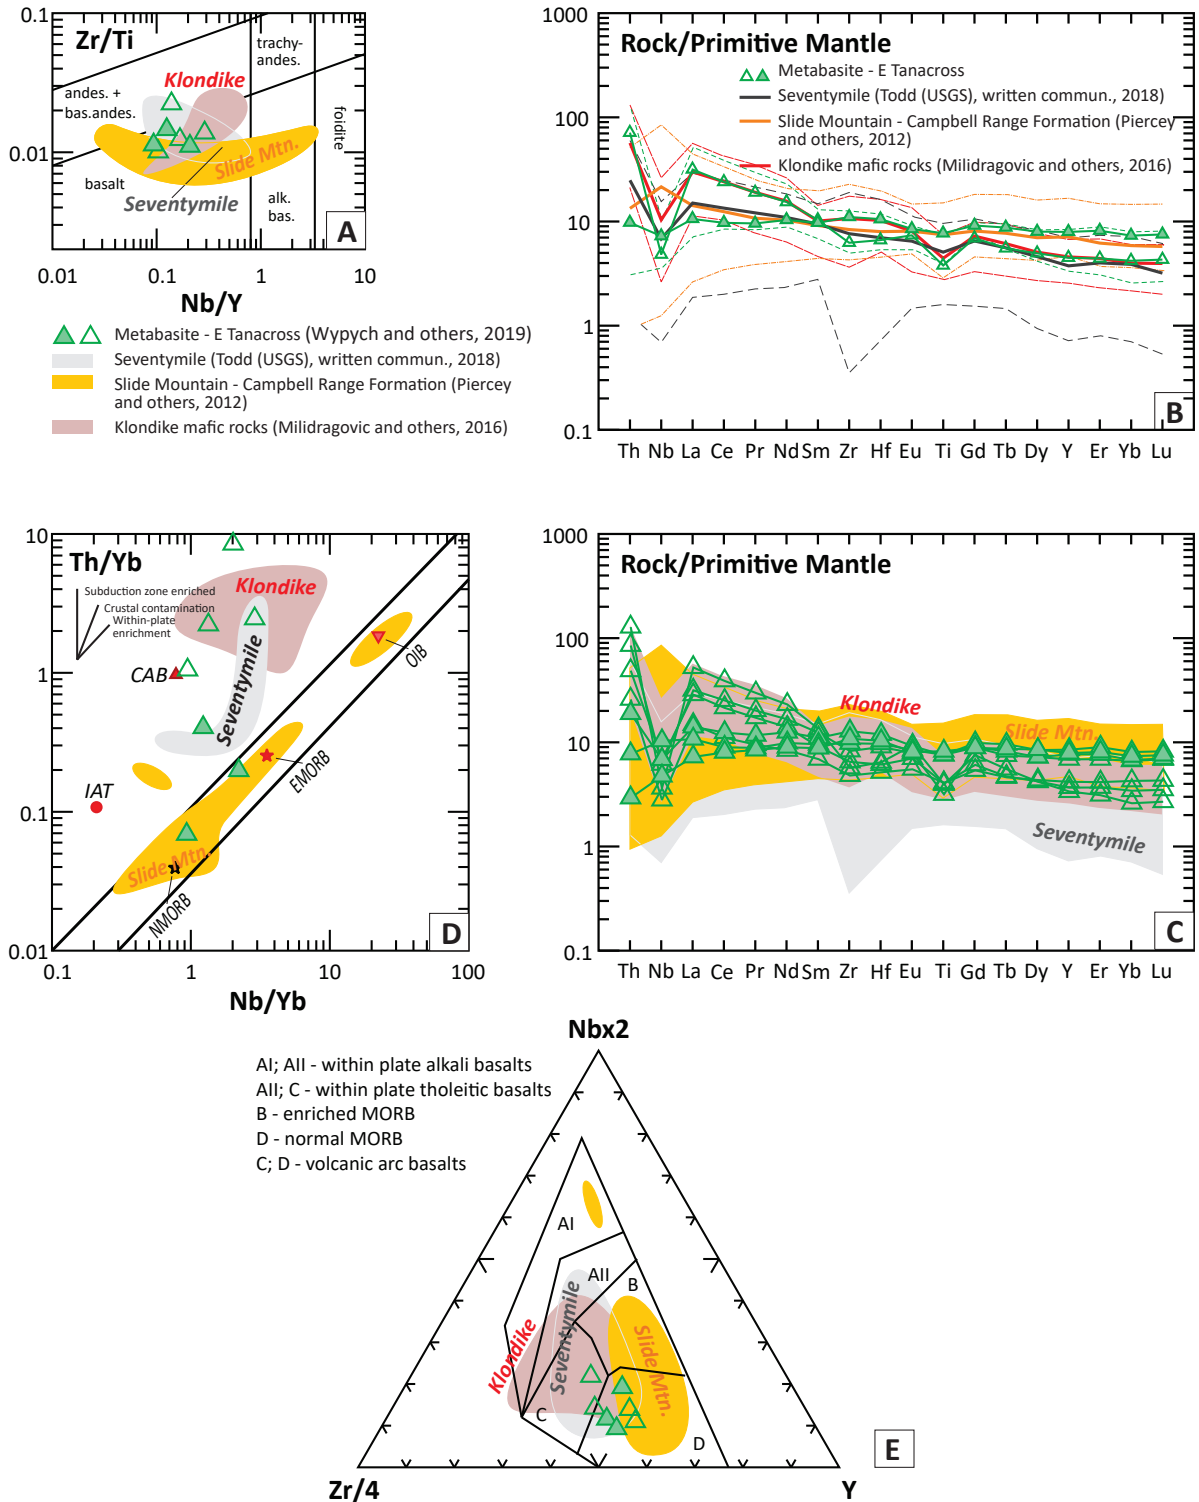 Zr/Ti
0.1
0.01
0.01
0.1
1
10
Nb/Y
trachy-
andes.
andes. +
bas.andes.
Klondike
foidite
Slide Mtn.
basalt
Seventymile
alk.
bas.
A
Metabasite - E Tanacross (Wypych and others, 2019)
Seventymile (Todd (USGS), written commun., 2018)
Slide Mountain - Campbell Range Formation (Piercey
and others, 2012)
Klondike mafic rocks (Milidragovic and others, 2016)
1000
100
10
1
0.1
Rock/Primitive Mantle
Metabasite - E Tanacross
Seventymile (Todd (USGS), written commun., 2018)
Slide Mountain - Campbell Range Formation (Piercey
and others, 2012)
Klondike mafic rocks (Milidragovic and others, 2016)
B
Th Nb La Ce Pr Nd Sm Zr Hf Eu Ti Gd Tb Dy Y Er Yb Lu
10
1
0.1
0.01
Th/Yb
Subduction zone enriched
Crustal contamination
Within-plate
enrichment
Klondike
CAB
Seventymile
OIB
EMORB
IAT
Slide Mtn.
NMORB
D
0.1
1
10
100
Nb/Yb
1000
100
10
1
0.1
Rock/Primitive Mantle
Klondike
Slide Mtn.
Seventymile
C
Th Nb La Ce Pr Nd Sm Zr Hf Eu Ti Gd Tb Dy Y Er Yb Lu
Nbx2
AI; AII - within plate alkali basalts
AII; C - within plate tholeitic basalts
B - enriched MORB
D - normal MORB
C; D - volcanic arc basalts
AI
AII
B
Klondike
Seventymile
Slide Mtn.
C
D
E
Zr/4
Y